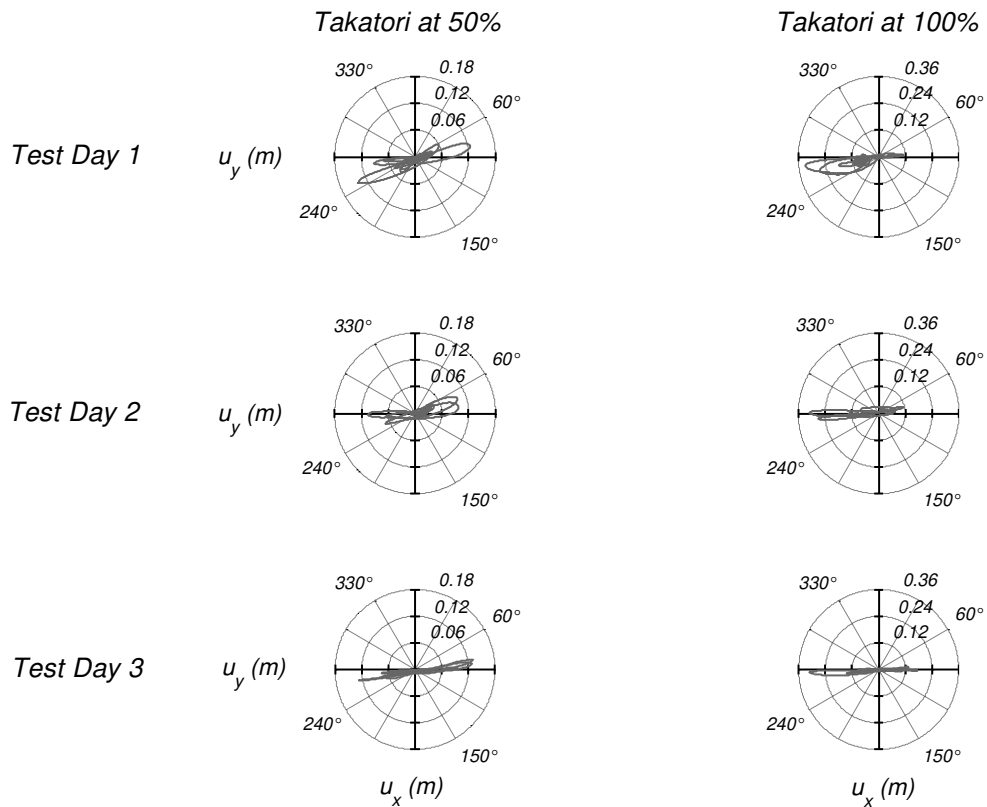 Takatori at 50% Takatori at 100%
330° 0.18 330° 0.36
0.12 60° 0.24 60°
0.06 0.12
Test Day 1 u_y (m)
240° 150° 240° 150°
330° 0.18 330° 0.36
0.12 60° 0.24 60°
0.06 0.12
Test Day 2 u_y (m)
240° 150° 240° 150°
330° 0.18 330° 0.36
0.12 60° 0.24 60°
0.06 0.12
Test Day 3 u_y (m)
240° 150° 240° 150°
u_x (m) u_x (m)